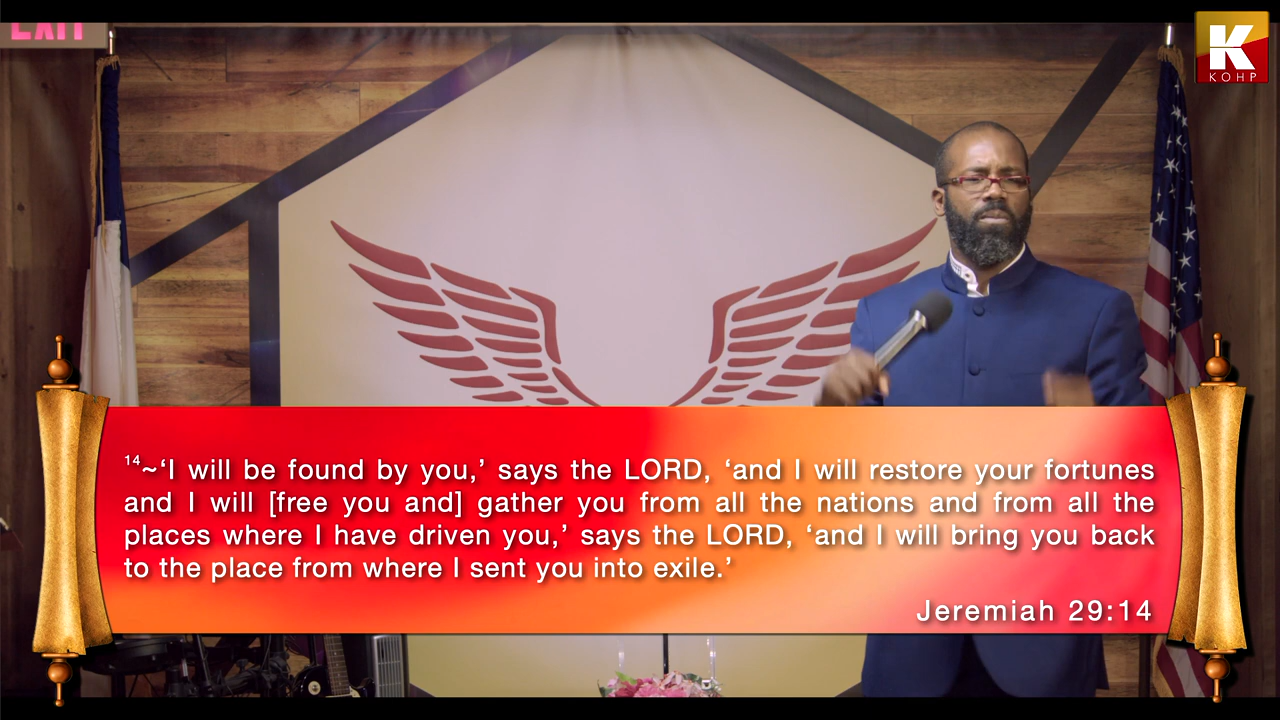 EXIT
K
KOHP
14~‘I will be found by you,’ says the LORD, ‘and I will restore your fortunes
and I will [free you and] gather you from all the nations and from all the
places where I have driven you,’ says the LORD, ‘and I will bring you back
to the place from where I sent you into exile.’
Jeremiah 29:14